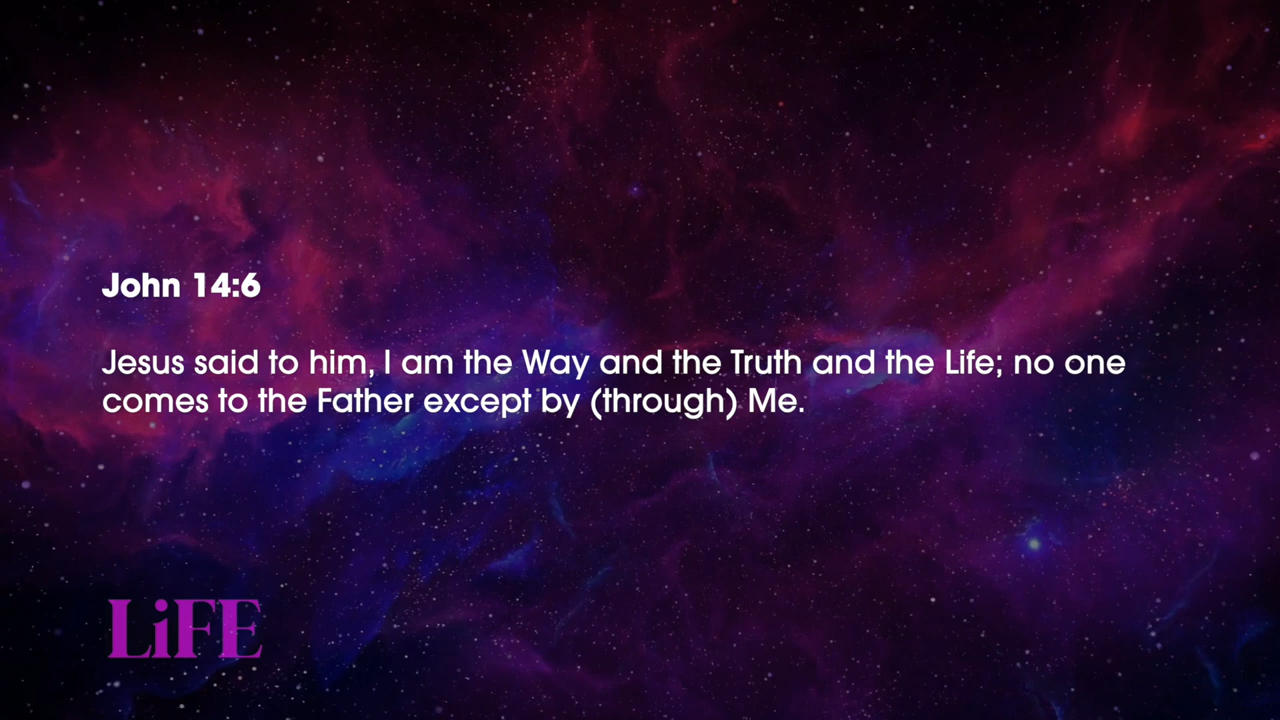 John 14:6
Jesus said to him, I am the Way and the Truth and the Life; no one
comes to the Father except by (through) Me.
LiFE